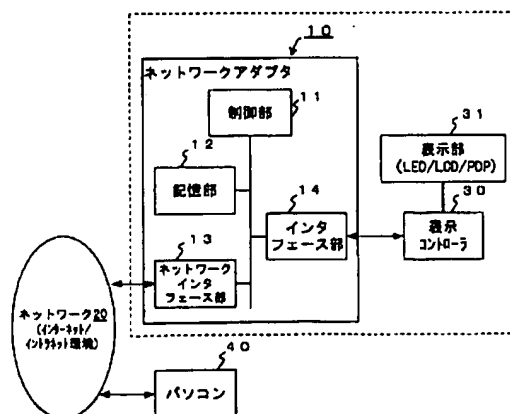 10
ネットワークアダプタ
11
制御部
12
記憶部
13
ネットワーク
インタ
フェース部
14
インタ
フェース部
31
表示部
(LED/LCD/PDP)
30
表示
コントローラ
ネットワーク20
(インターネット/
イントラネット環境)
40
パソコン